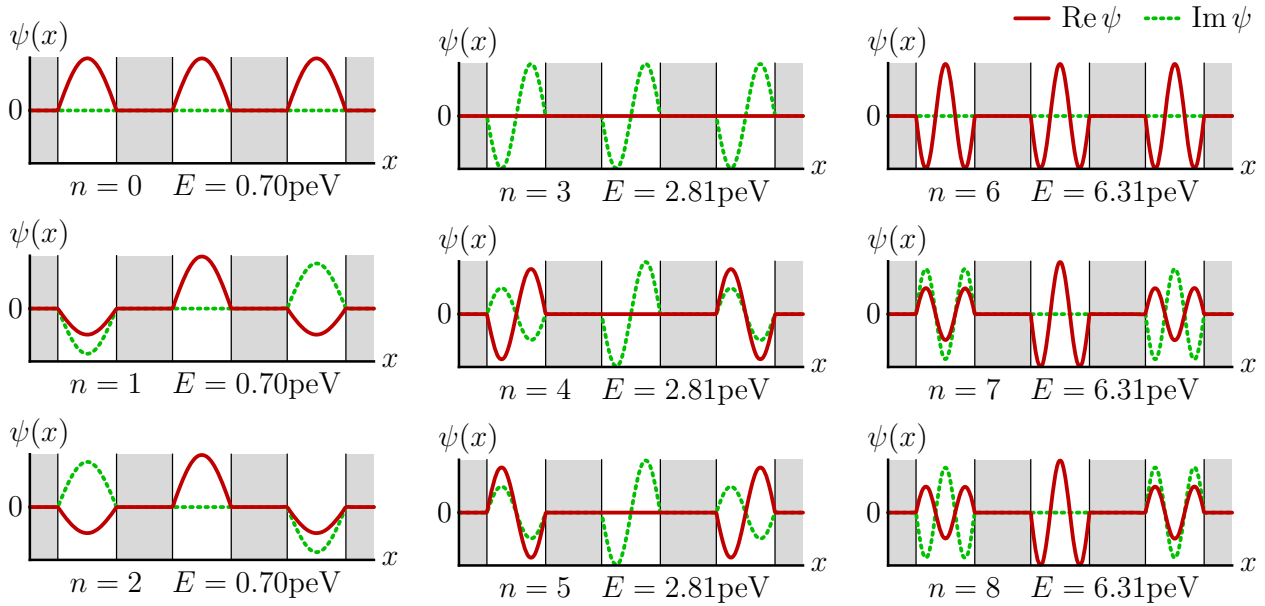 Re ψ Im ψ
ψ(x) ψ(x) ψ(x)
0 0 0
x x x
n = 0 E = 0.70peV n = 3 E = 2.81peV n = 6 E = 6.31peV
ψ(x) ψ(x) ψ(x)
0 0 0
x x x
n = 1 E = 0.70peV n = 4 E = 2.81peV n = 7 E = 6.31peV
ψ(x) ψ(x) ψ(x)
0 0 0
x x x
n = 2 E = 0.70peV n = 5 E = 2.81peV n = 8 E = 6.31peV